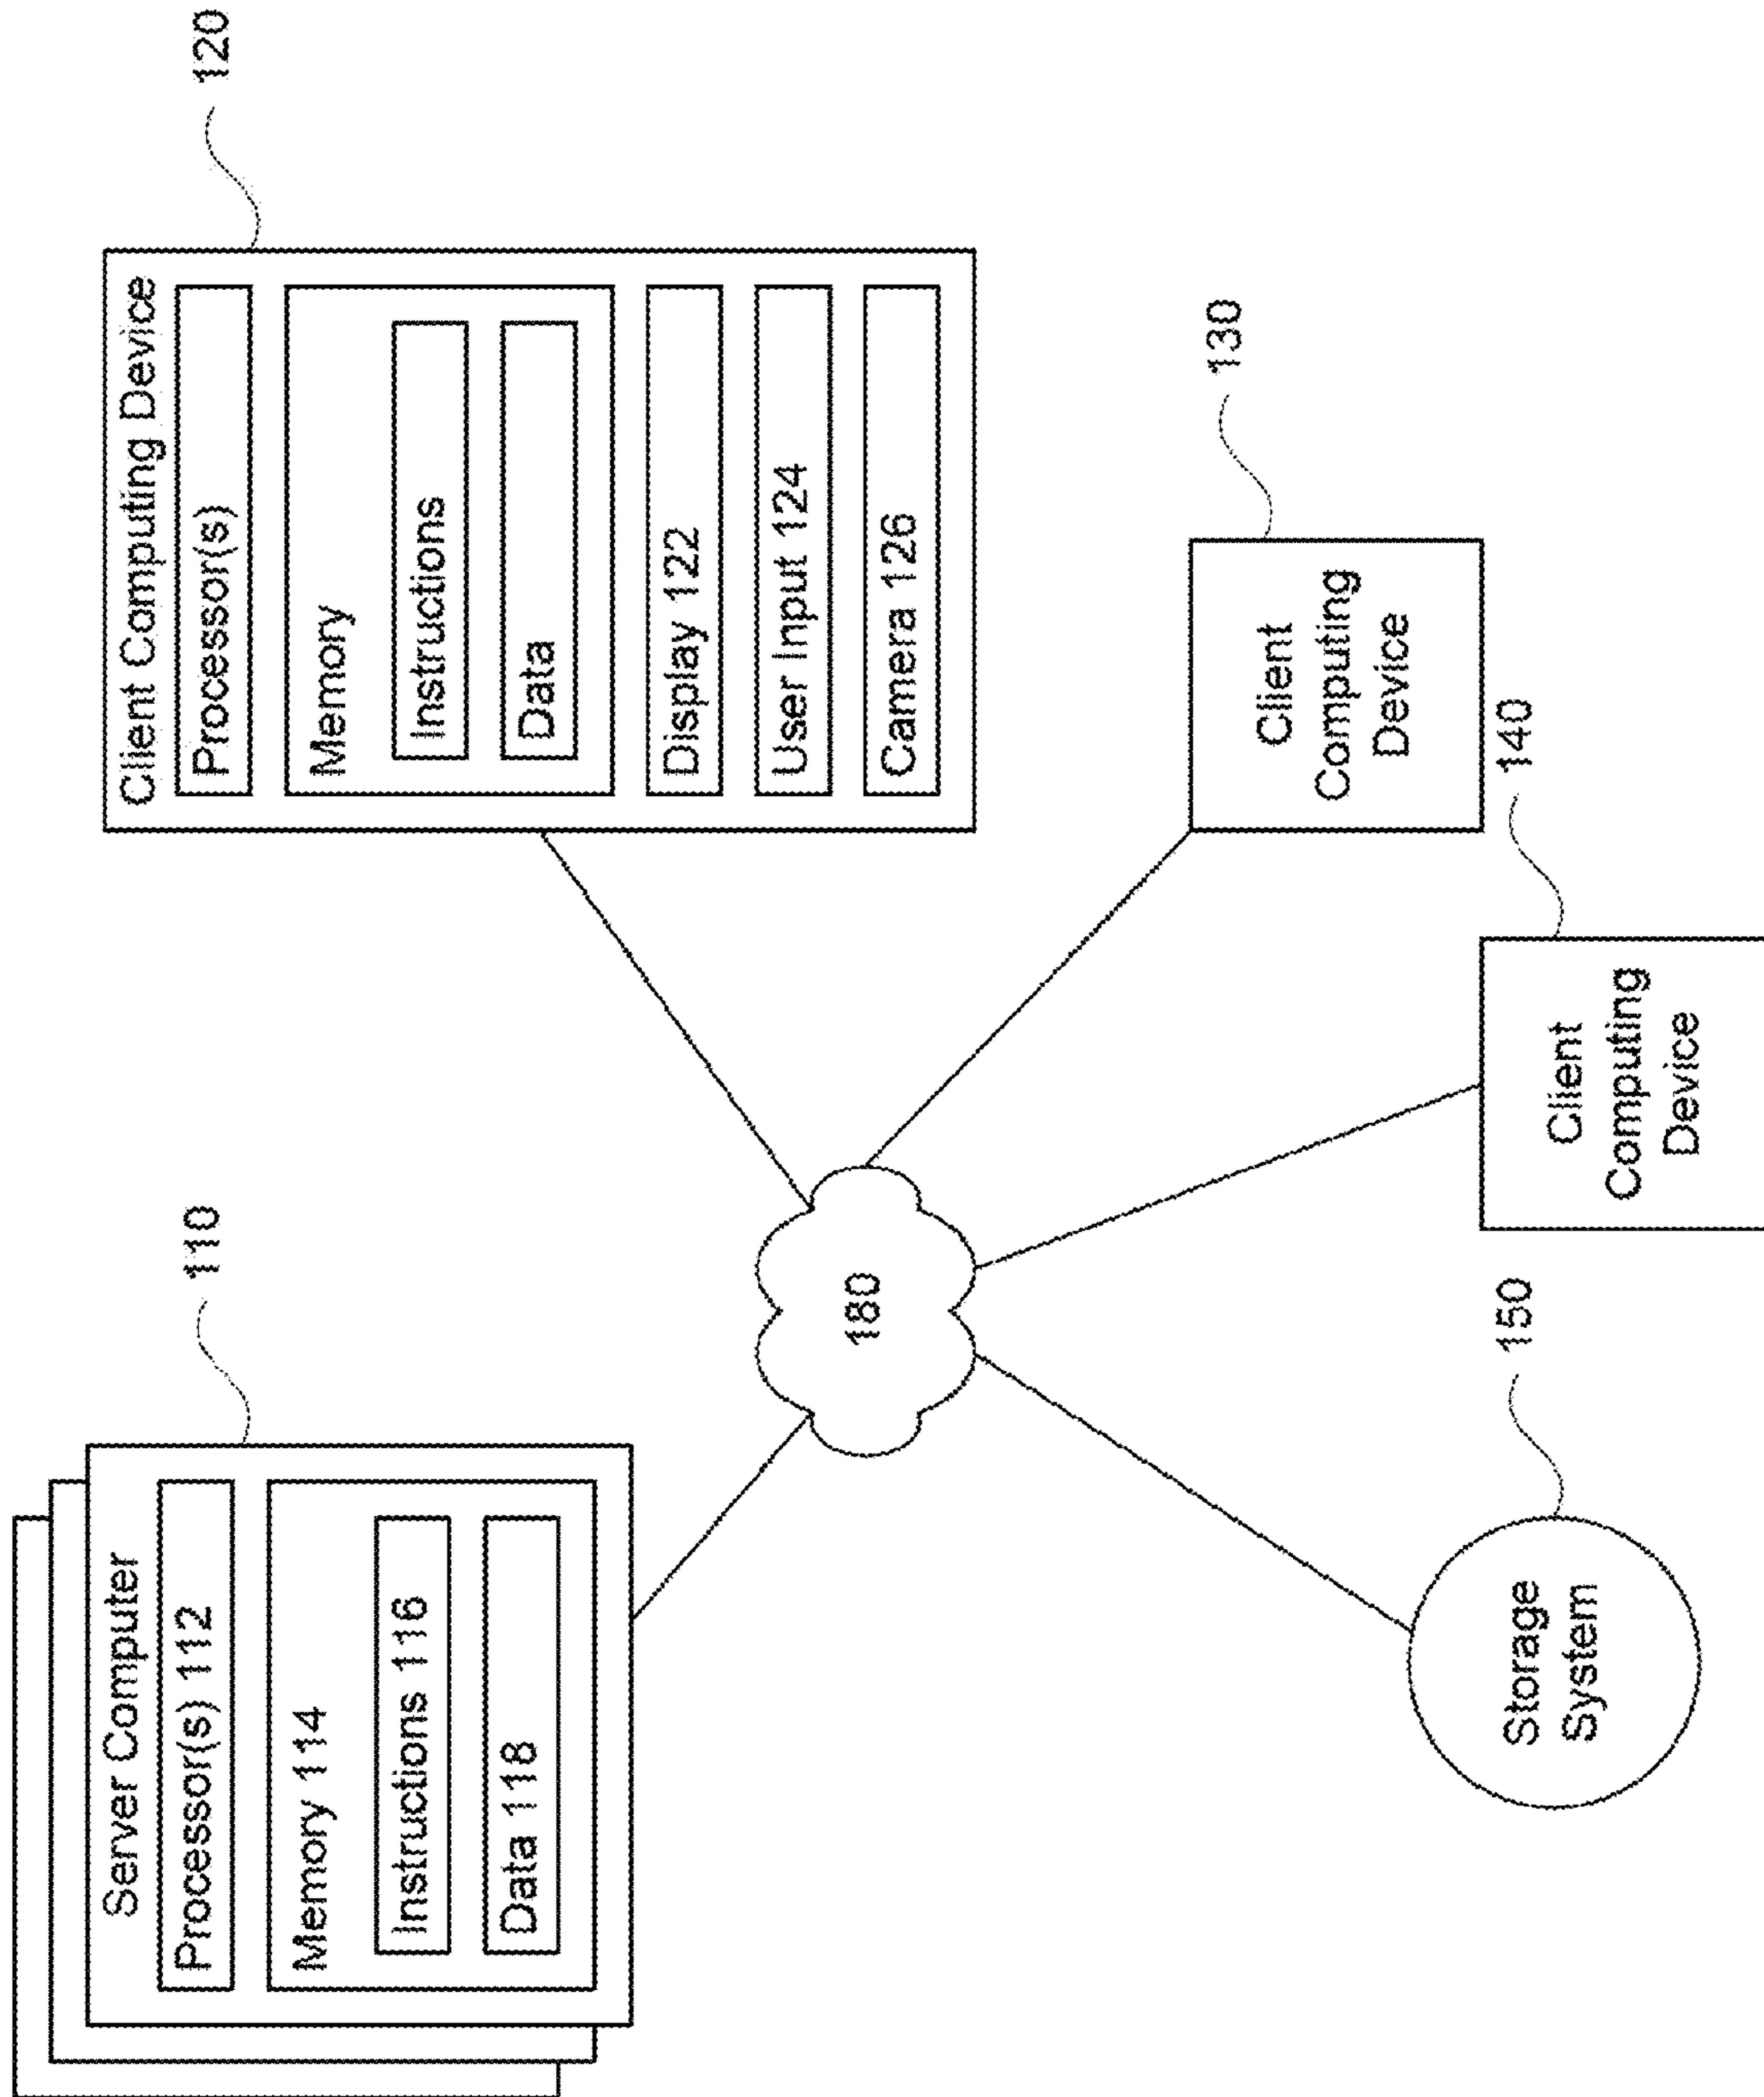 110
Server Computer
Processor(s) 112
Memory 114
Instructions 116
Data 118
120
Client Computing Device
Processor(s)
Memory
Instructions
Data
Display 122
User Input 124
Camera 126
180
150
Storage
System
140
Client
Computing
Device
130
Client
Computing
Device